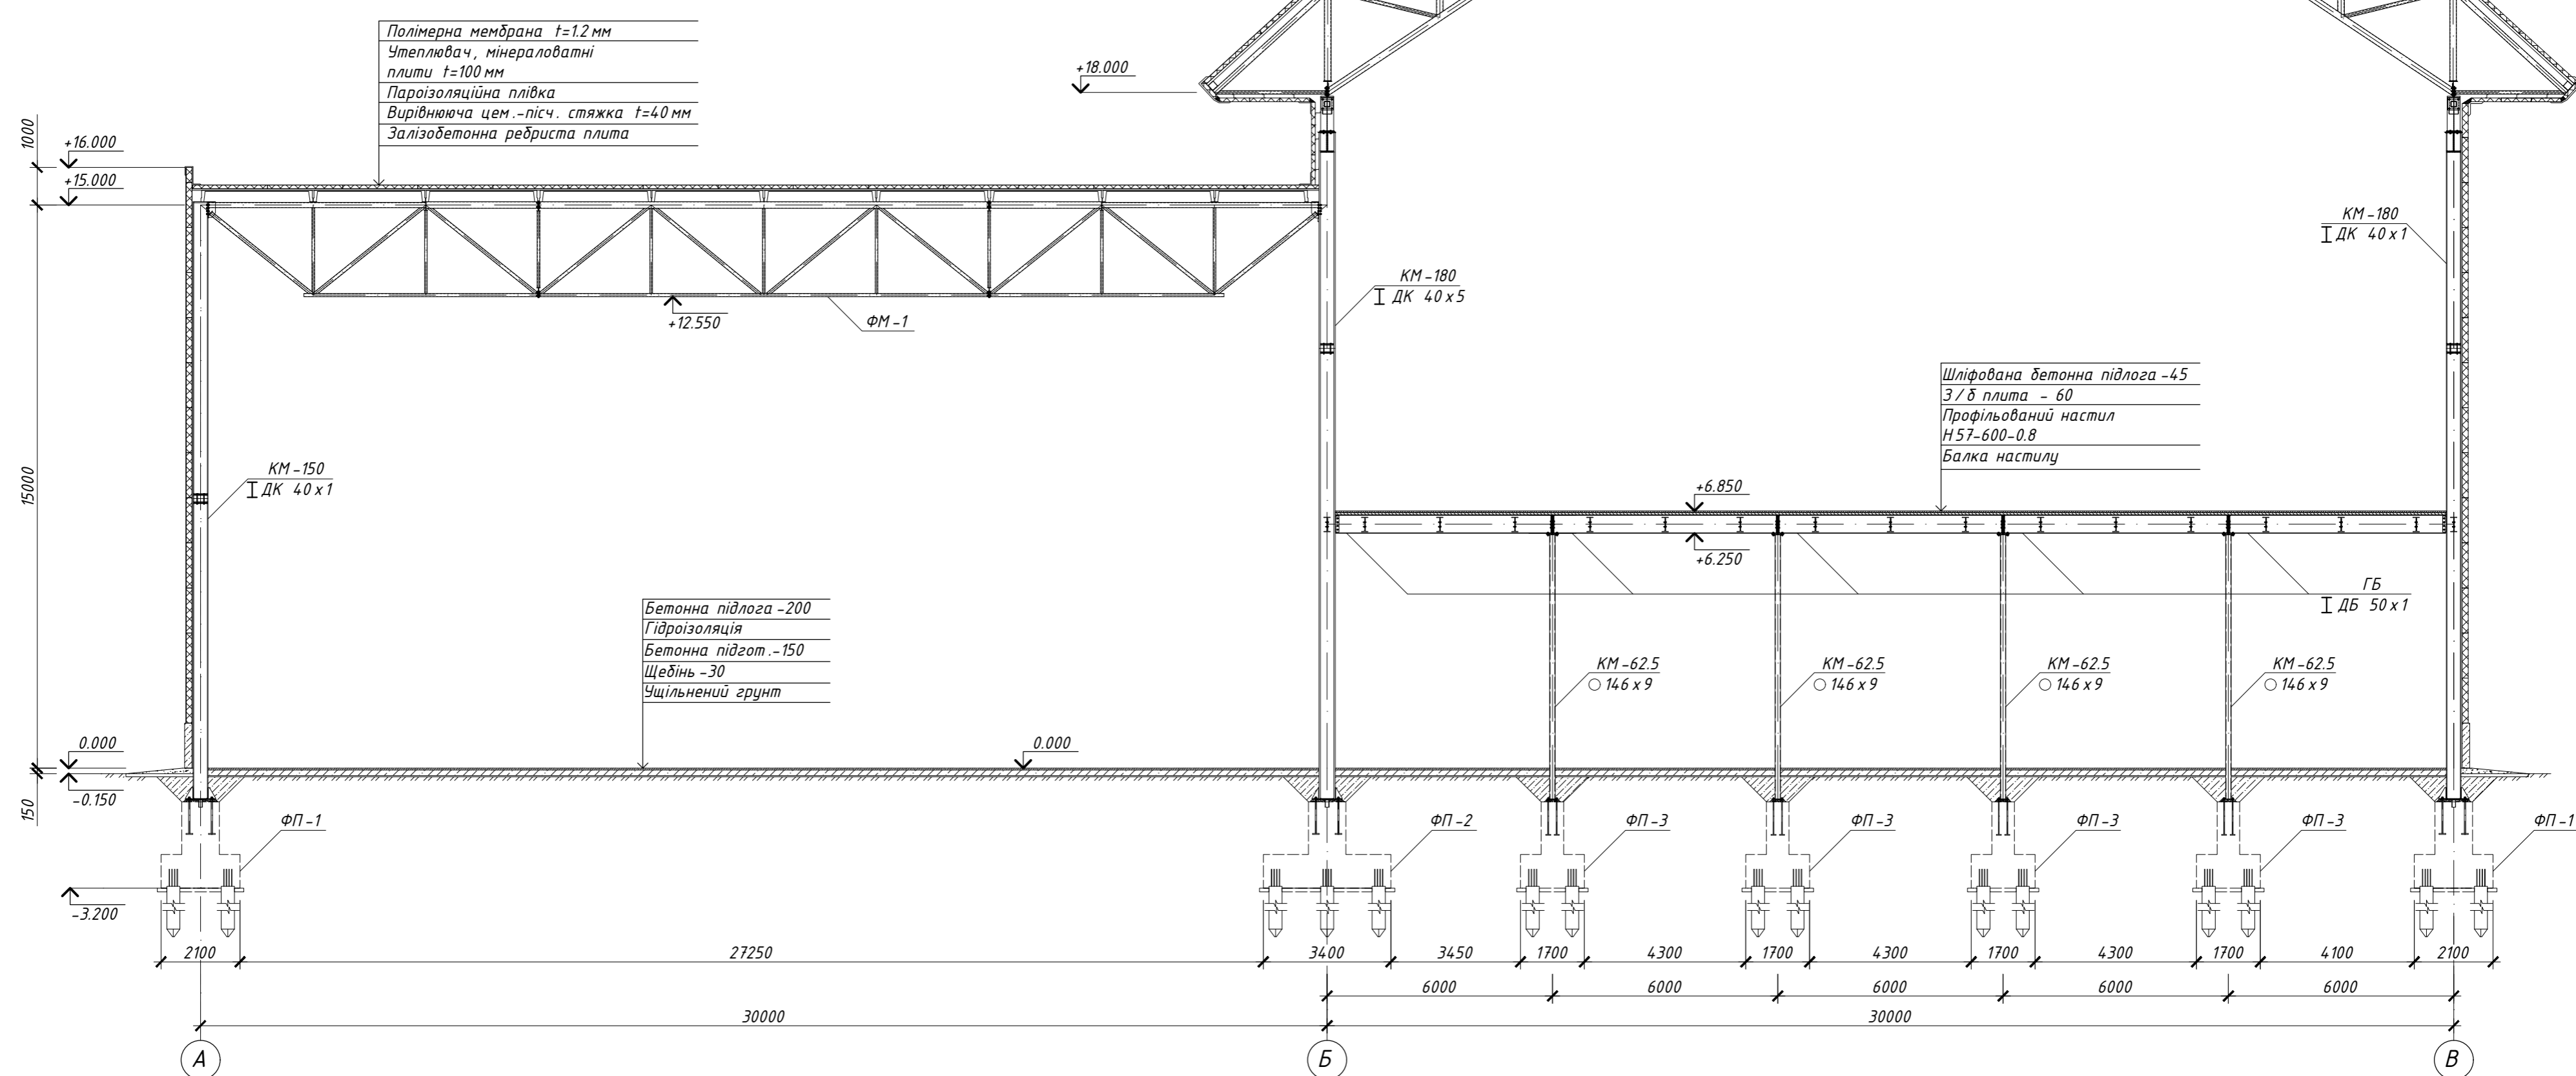 Полімерна мембрана t=1.2 мм
Утеплювач, мінераловатні
плити t=100 мм
Пароізоляційна плівка
Вирівнююча цем.-písч. стяжка t=40 мм
Залізобетонна ребриста плита
+18.000
1000
+16.000
+15.000
КМ-180
ДК 40х1
КМ-180
ДК 40х5
+12.550
ФМ-1
Шліфована бетонна підлога -45
З/б плита - 60
Профільований настил
Н57-600-0.8
Балка настилу
15000
КМ-150
ДК 40х1
+6.850
+6.250
ГБ
ДБ 50х1
Бетонна підлога -200
Гідроізоляція
Бетонна підгот.-150
Щебінь -30
Ущільнений грунт
КМ-62.5
146х9
КМ-62.5
146х9
КМ-62.5
146х9
КМ-62.5
146х9
0.000
0.000
150
-0.150
ФП-1
ФП-2
ФП-3
ФП-3
ФП-3
ФП-3
ФП-1
-3.200
2100 27250 3400 3450 1700 4300 1700 4300 1700 4300 1700 4100 2100
6000 6000 6000 6000 6000
30000 30000
А Б В